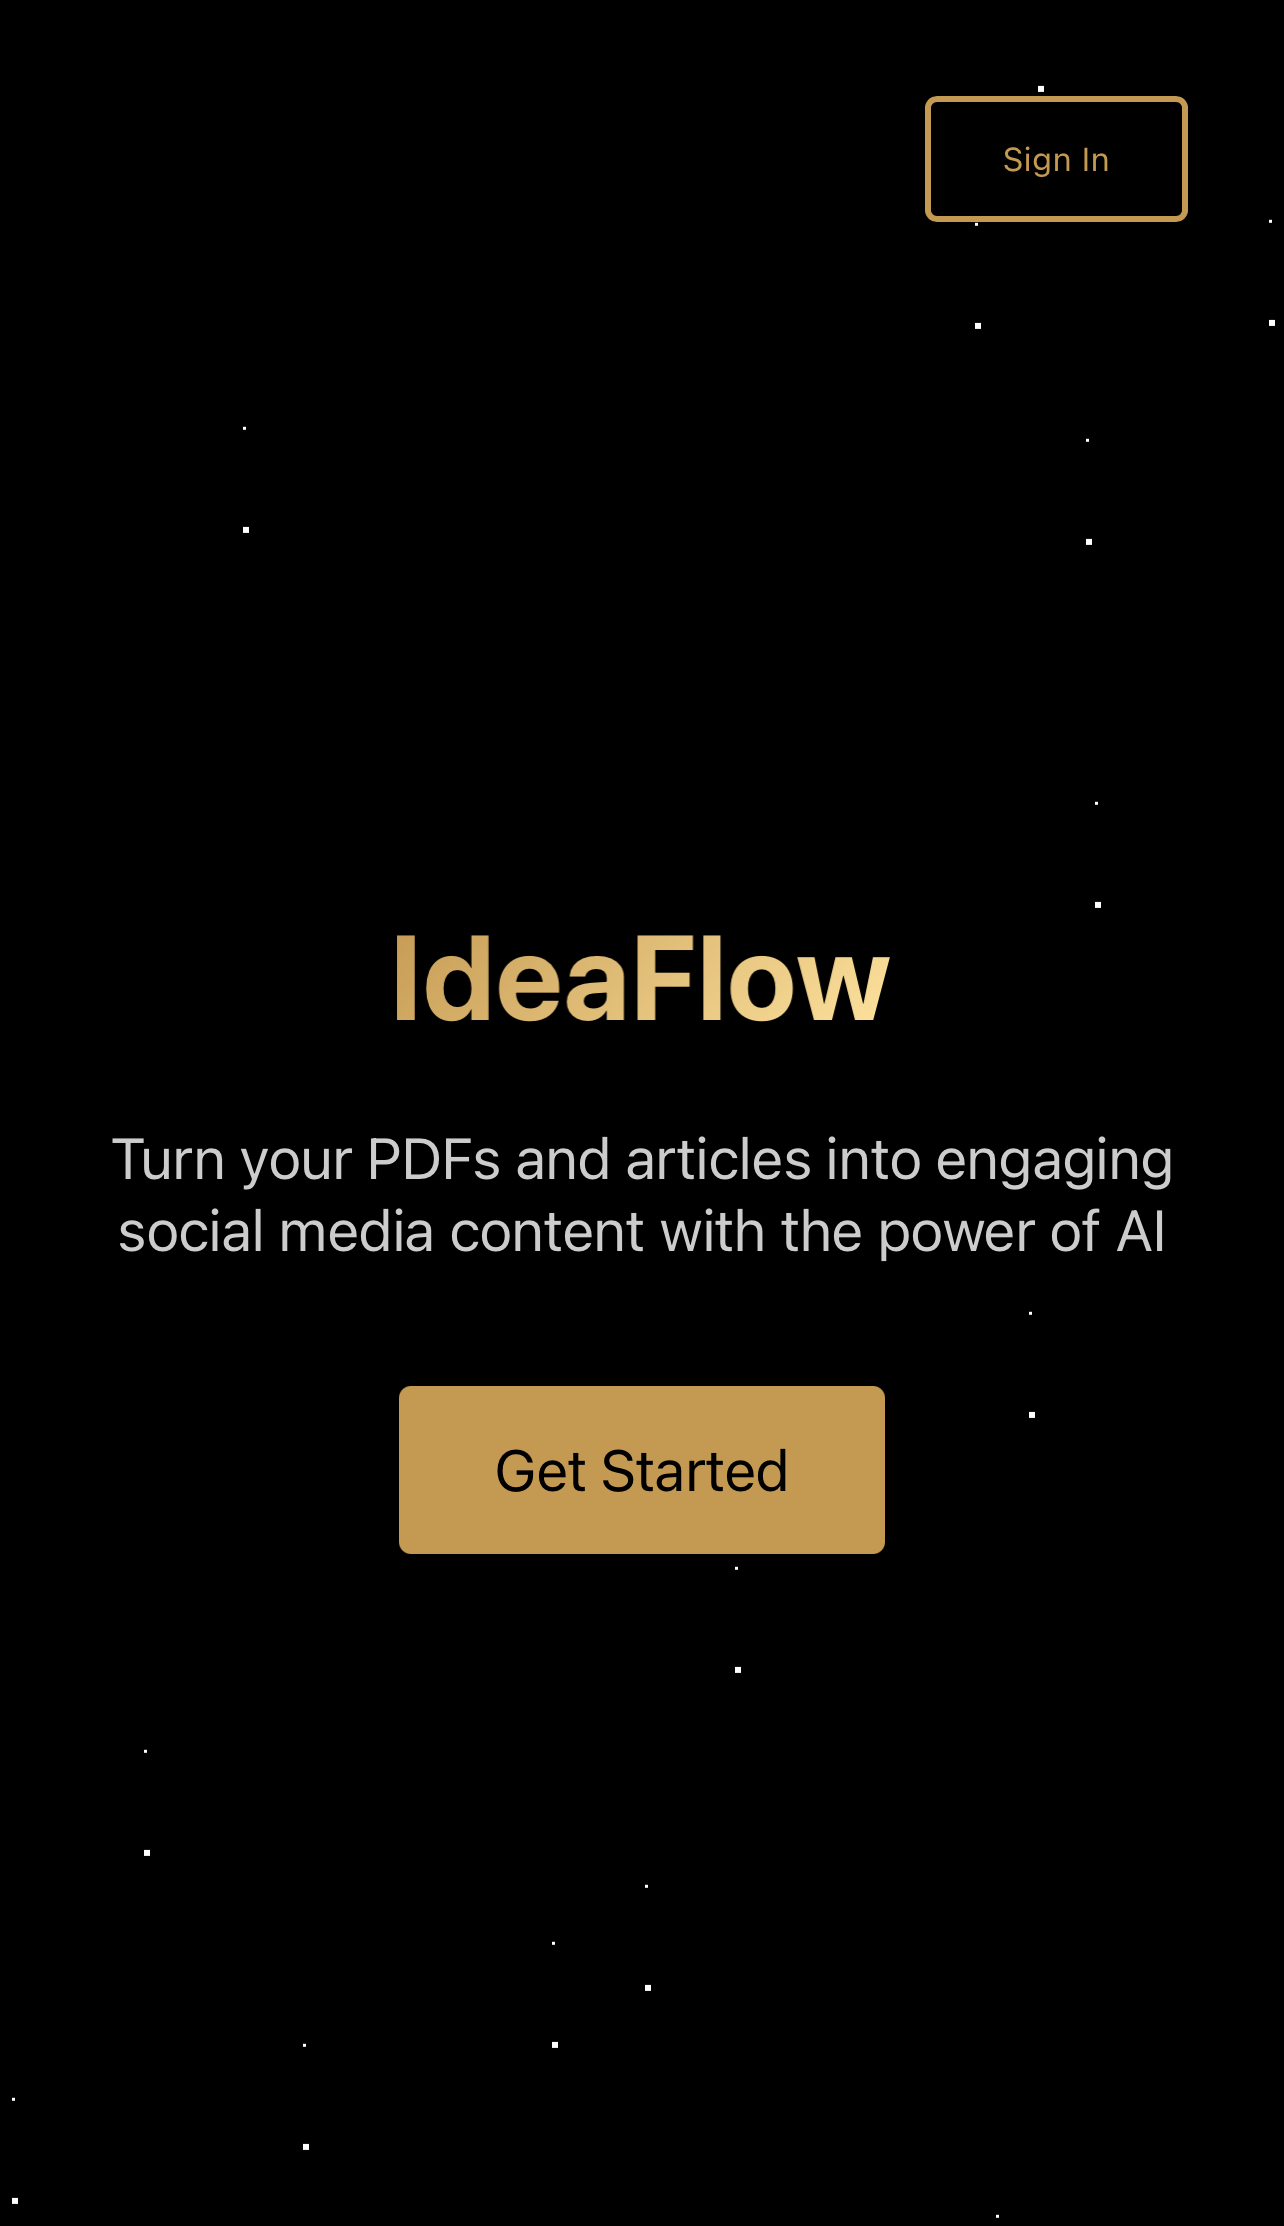 Sign In
IdeaFlow
Turn your PDFs and articles into engaging
social media content with the power of AI
Get Started